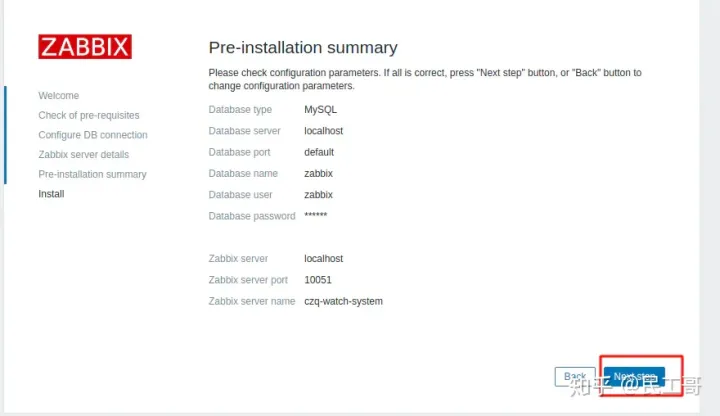 ZABBIX
Welcome
Check of pre-requisites
Configure DB connection
Zabbix server details
Pre-installation summary
Install
Pre-installation summary
Please check configuration parameters. If all is correct, press "Next step" button, or "Back" button to
change configuration parameters.
Database type MySQL
Database server localhost
Database port default
Database name zabbix
Database user zabbix
Database password ******
Zabbix server localhost
Zabbix server port 10051
Zabbix server name czq-watch-system
Back Next step
知乎 @民工哥